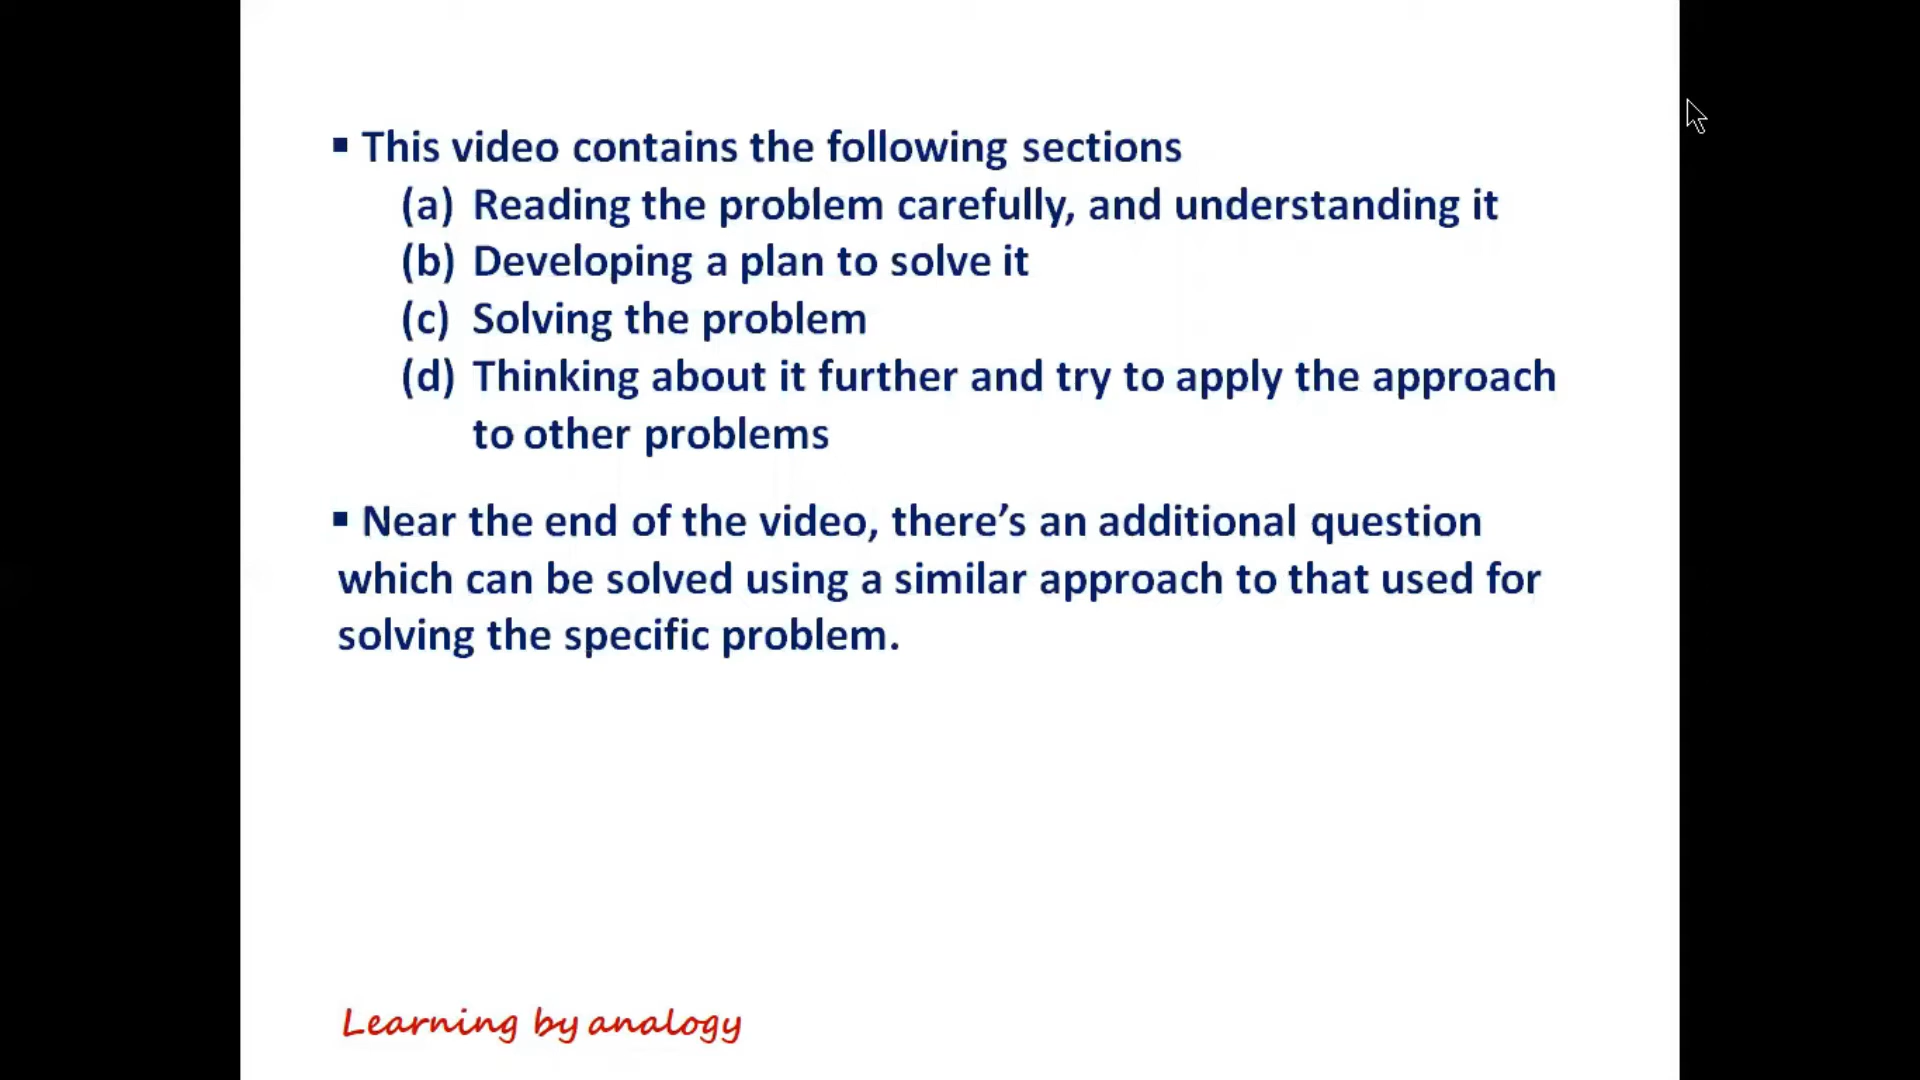 ▪ This video contains the following sections
(a) Reading the problem carefully, and understanding it
(b) Developing a plan to solve it
(c) Solving the problem
(d) Thinking about it further and try to apply the approach
to other problems
▪ Near the end of the video, there’s an additional question
which can be solved using a similar approach to that used for
solving the specific problem.
Learning by analogy